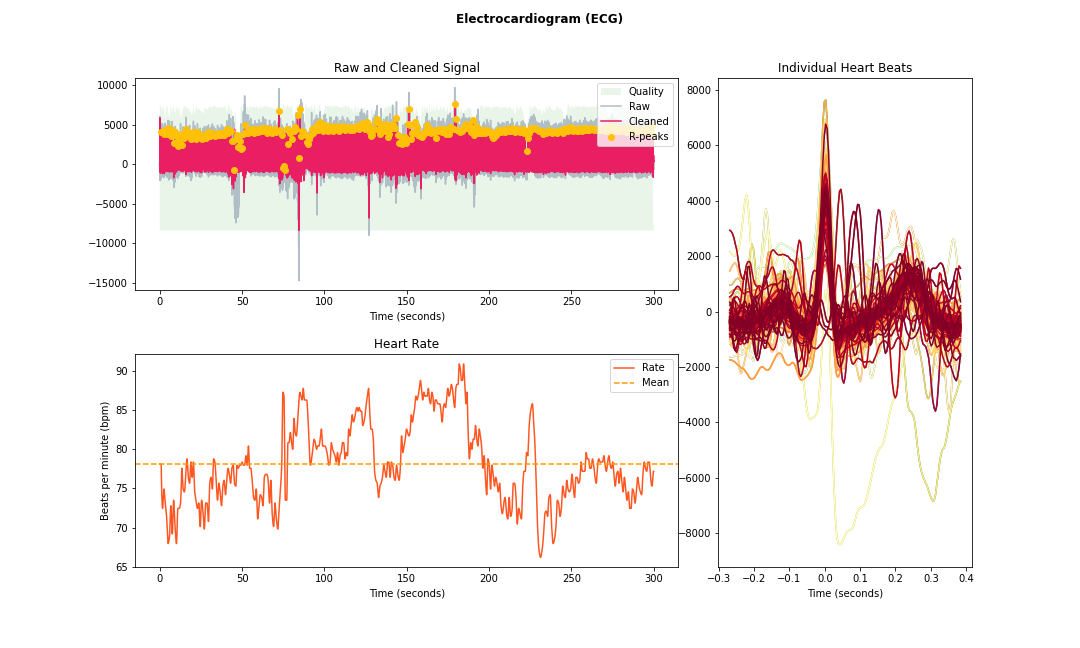 Electrocardiogram (ECG)
Raw and Cleaned Signal
10000
5000
0
−5000
−10000
−15000
0 50 100 150 200 250 300
Time (seconds)
Quality
Raw
Cleaned
R-peaks
Heart Rate
Beats per minute (bpm)
90
85
80
75
70
65
0 50 100 150 200 250 300
Time (seconds)
Rate
Mean
Individual Heart Beats
8000
6000
4000
2000
0
−2000
−4000
−6000
−8000
−0.3 −0.2 −0.1 0.0 0.1 0.2 0.3 0.4
Time (seconds)